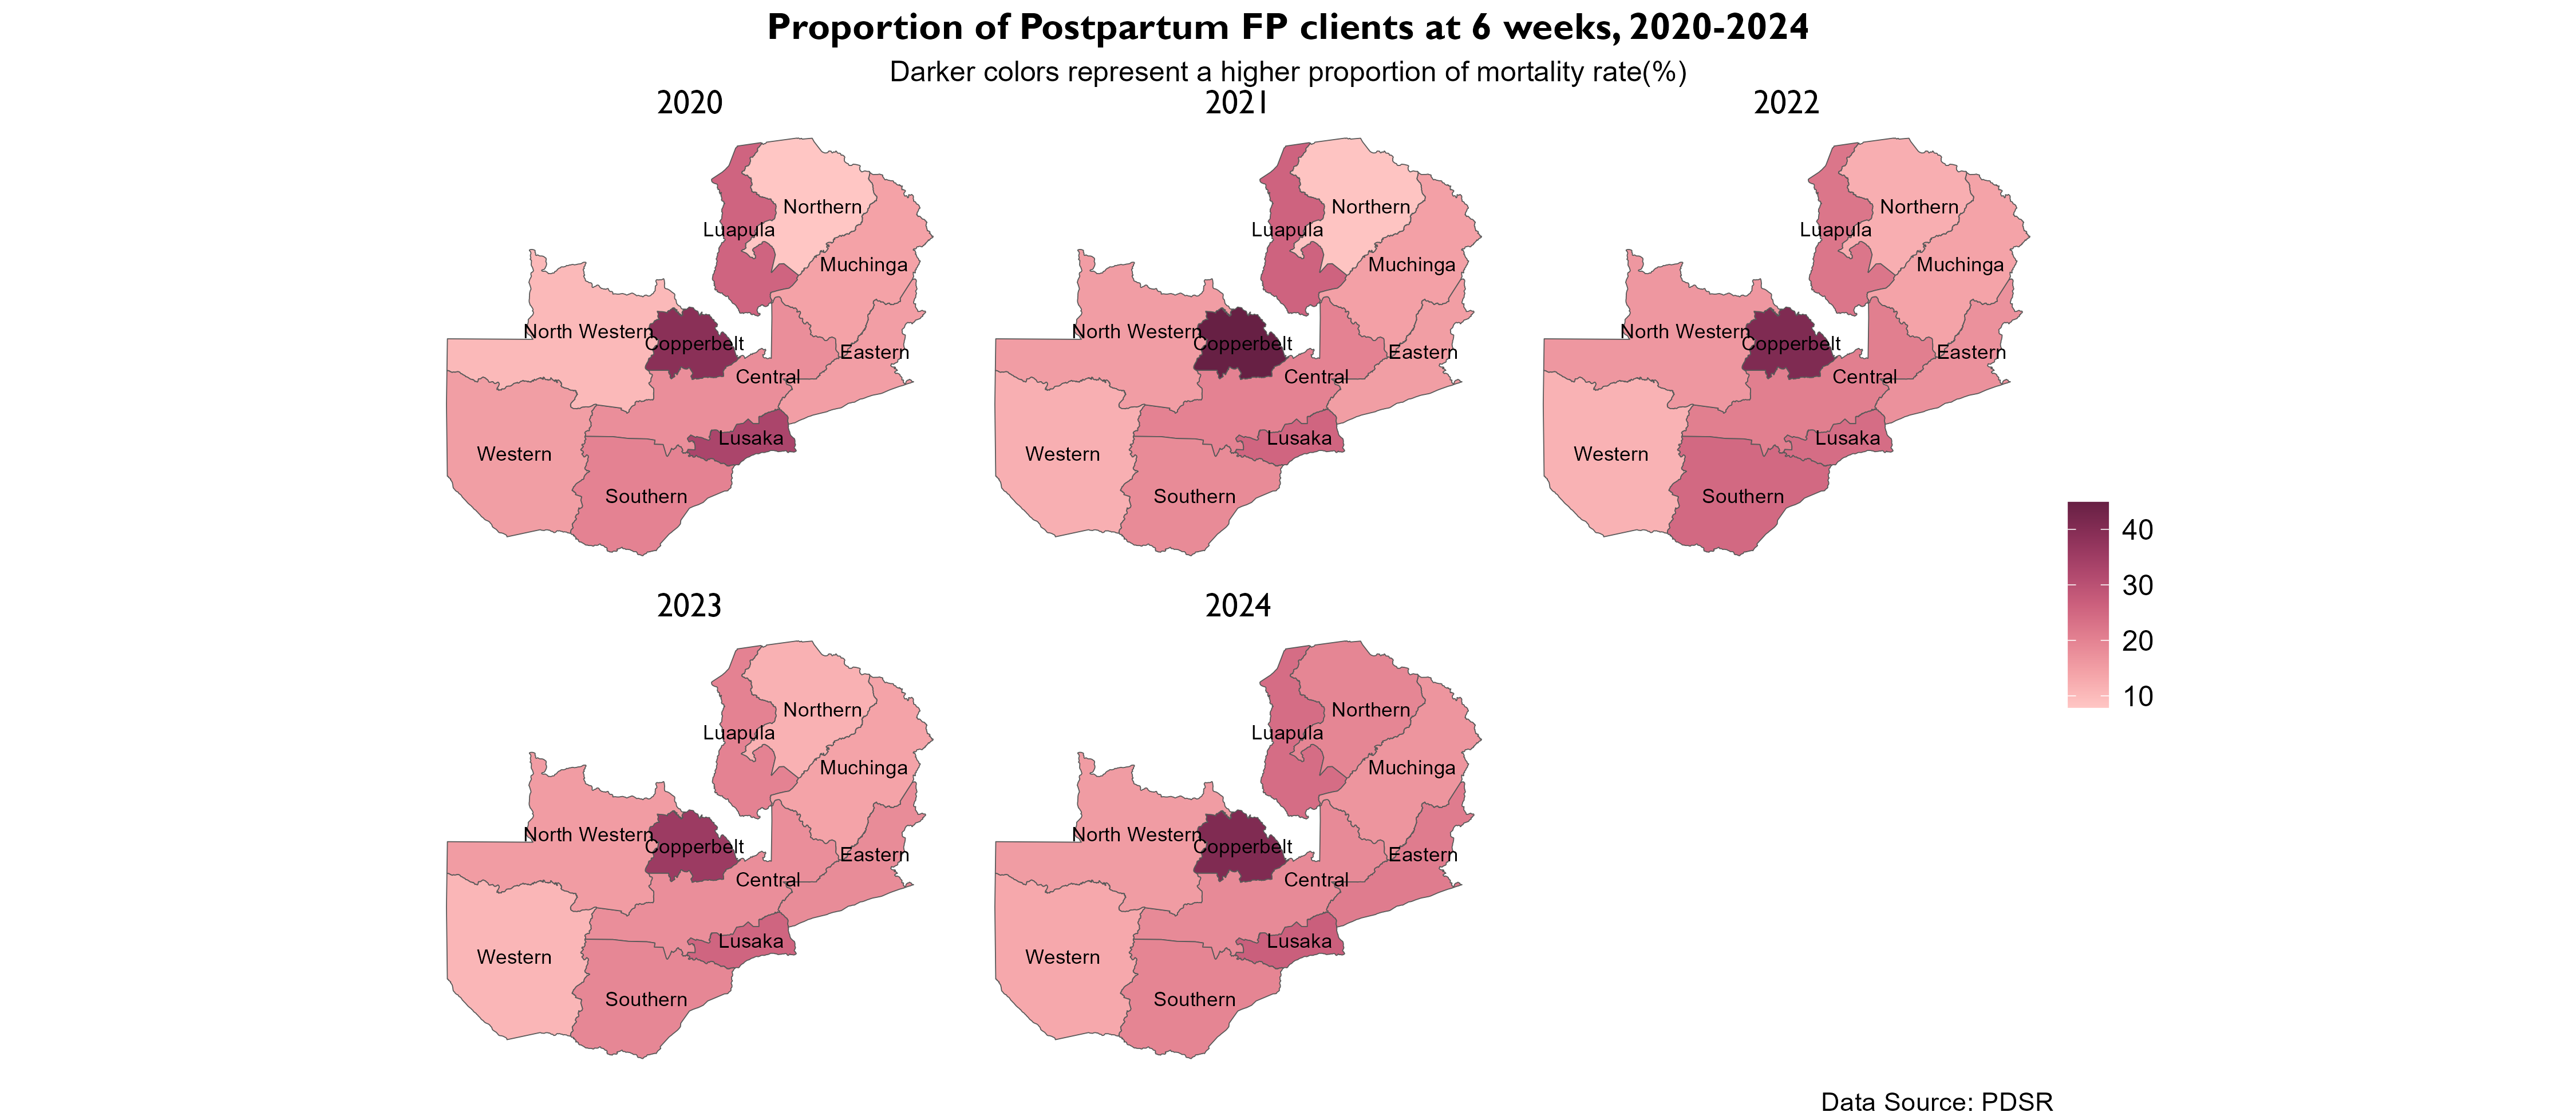 Proportion of Postpartum FP clients at 6 weeks, 2020-2024
Darker colors represent a higher proportion of mortality rate(%)
2020
Northern
Luapula
Muchinga
North Western
Copperbelt
Eastern
Central
Lusaka
Western
Southern
2021
Northern
Luapula
Muchinga
North Western
Copperbelt
Eastern
Central
Lusaka
Western
Southern
2022
Northern
Luapula
Muchinga
North Western
Copperbelt
Eastern
Central
Lusaka
Western
Southern
2023
Northern
Luapula
Muchinga
North Western
Copperbelt
Eastern
Central
Lusaka
Western
Southern
2024
Northern
Luapula
Muchinga
North Western
Copperbelt
Eastern
Central
Lusaka
Western
Southern
40
30
20
10
Data Source: PDSR